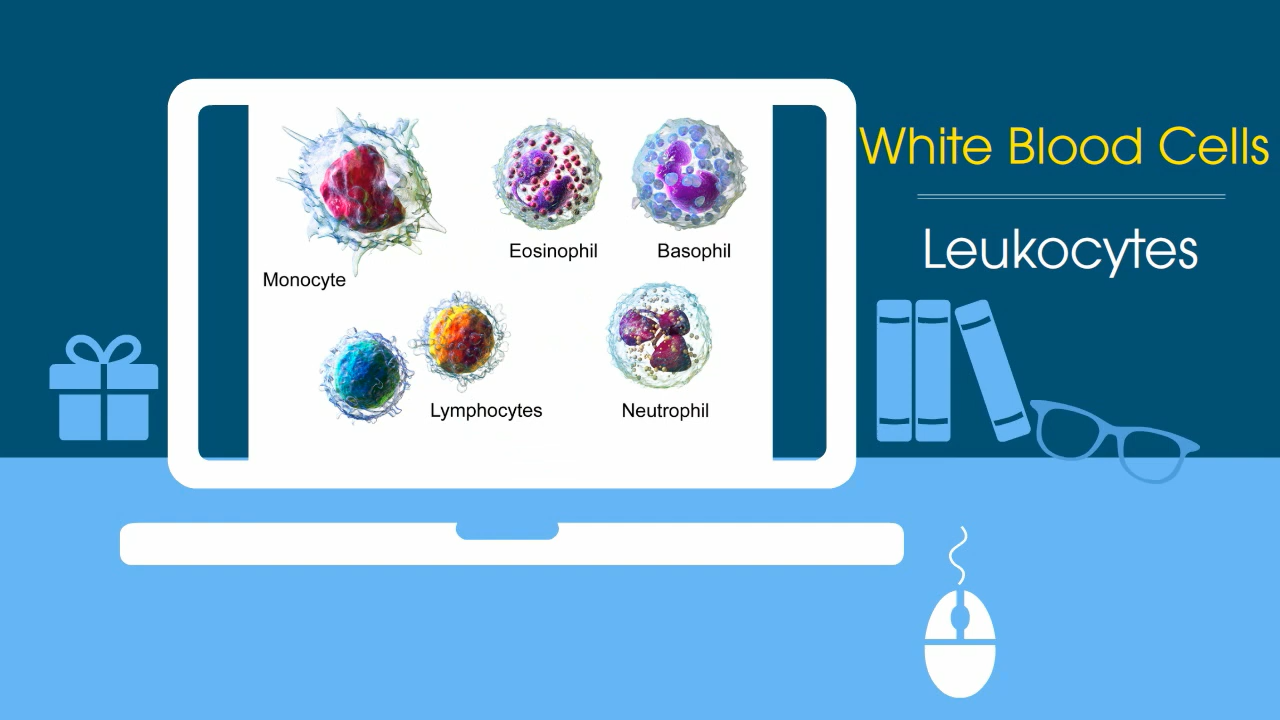 White Blood Cells
Leukocytes
Eosinophil
Basophil
Monocyte
Lymphocytes
Neutrophil